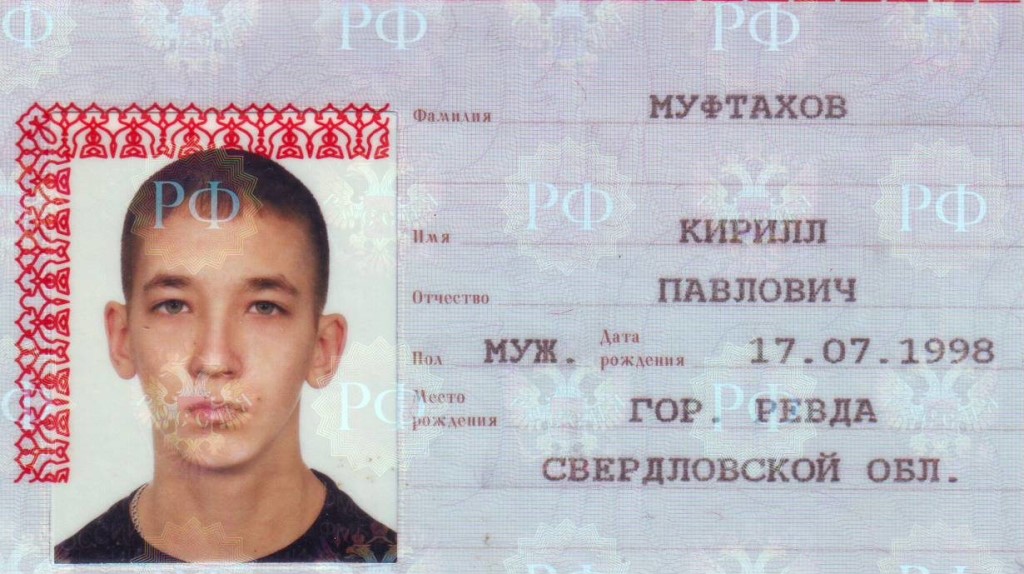 РФ РФ РФ
Фамилия МУФТАХОВ
РФ РФ РФ
Имя КИРИЛЛ
Отчество ПАВЛОВИЧ
Пол МУЖ. Дата рождения 17.07.1998
Место рождения ГОР. РЕВДА
РФ РФ
СВЕРДЛОВСКОЙ ОБЛ.